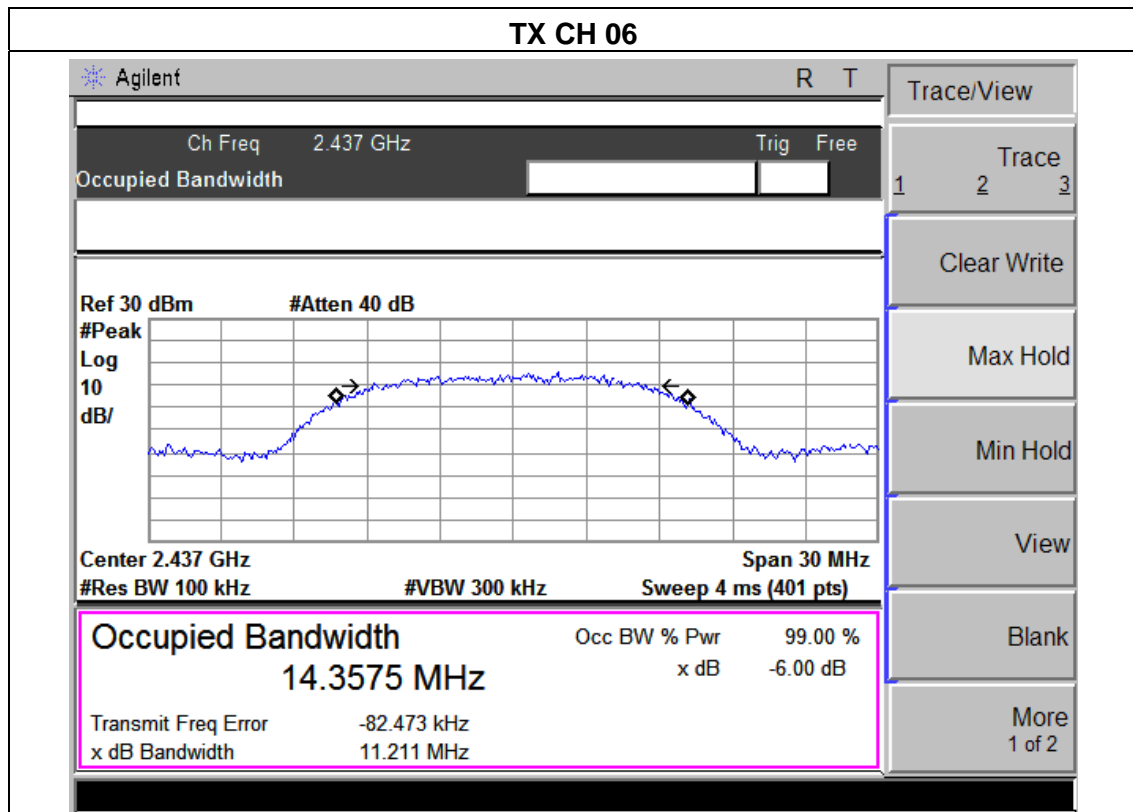 TX CH 06
Agilent R T
Trace/View
Ch Freq 2.437 GHz Trig Free
Occupied Bandwidth
Trace
1 2 3
Clear Write
Max Hold
Min Hold
View
Blank
More
1 of 2
Ref 30 dBm #Atten 40 dB
#Peak
Log
10
dB/
Center 2.437 GHz Span 30 MHz
#Res BW 100 kHz #VBW 300 kHz Sweep 4 ms (401 pts)
Occupied Bandwidth Occ BW % Pwr 99.00 %
14.3575 MHz x dB -6.00 dB
Transmit Freq Error -82.473 kHz
x dB Bandwidth 11.211 MHz